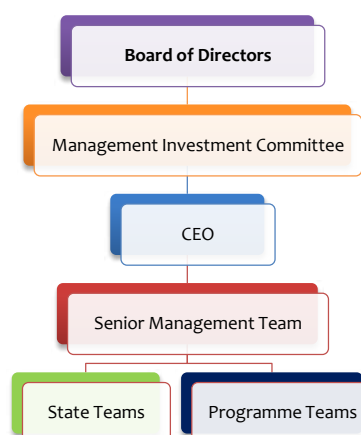 Board of Directors
Management Investment Committee
CEO
Senior Management Team
State Teams
Programme Teams